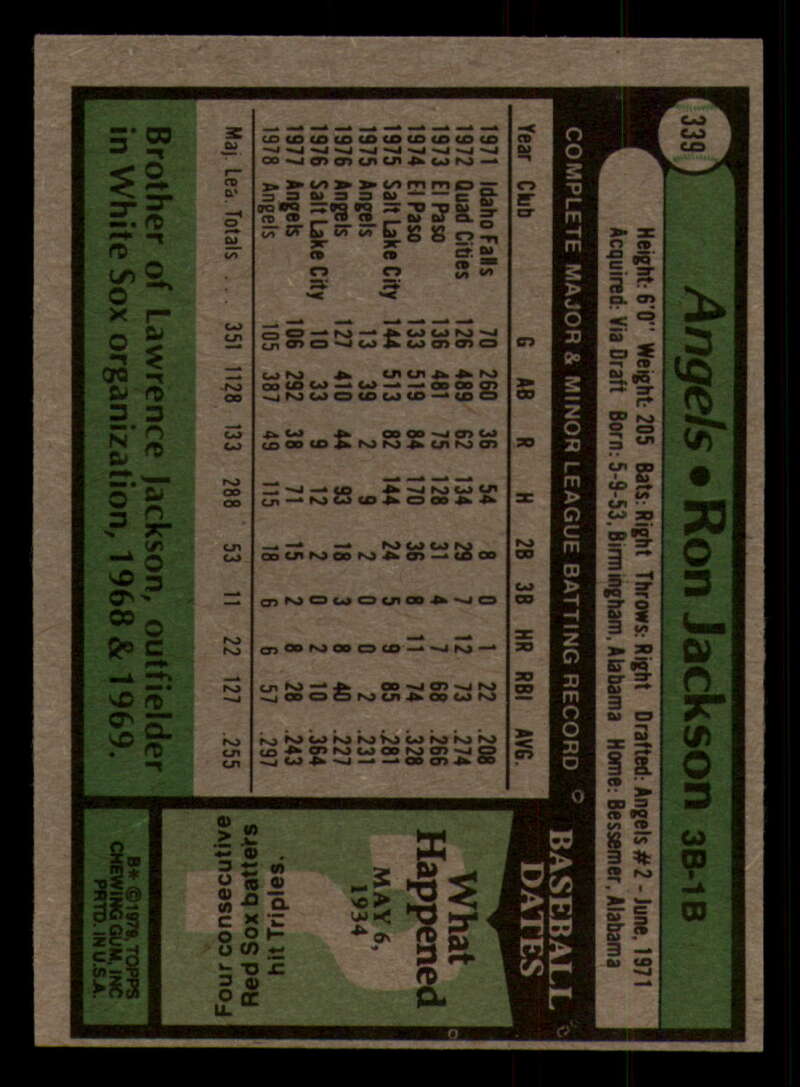 339
Angels • Ron Jackson 3B-1B
Height: 6'0" Weight: 205 Bats: Right Throws: Right Drafted: Angels #2 - June, 1971
Acquired: Via Draft Born: 5-9-53, Birmingham, Alabama Home: Bessemer, Alabama
COMPLETE MAJOR & MINOR LEAGUE BATTING RECORD
Year Club G AB R H 2B 3B HR RBI AVG.
1971 Idaho Falls 70 260 36 54 8 0 1 22 .208
1972 Quad Cities 126 489 62 134 29 7 12 73 .274
1973 El Paso 136 481 75 128 31 4 7 68 .266
1974 El Paso 133 519 84 170 36 8 11 74 .328
1975 Salt Lake City 144 513 82 144 24 5 9 85 .281
1975 Angels 13 39 2 9 2 0 0 2 .231
1976 Angels 127 410 44 93 18 3 8 40 .227
1976 Salt Lake City 10 33 9 12 2 0 2 10 .364
1977 Angels 106 292 38 71 15 2 8 28 .243
1978 Angels 105 387 49 115 18 6 6 57 .297
Maj. Lea. Totals . . . 351 1128 133 288 53 11 22 127 .255
Brother of Lawrence Jackson, outfielder
in White Sox organization, 1968 & 1969.
BASEBALL
DATES
What
Happened
MAY 6,
1934
Four consecutive
Red Sox batters
hit Triples.
B* © 1979, TOPPS
CHEWING GUM, INC.
PRTD. IN U.S.A.